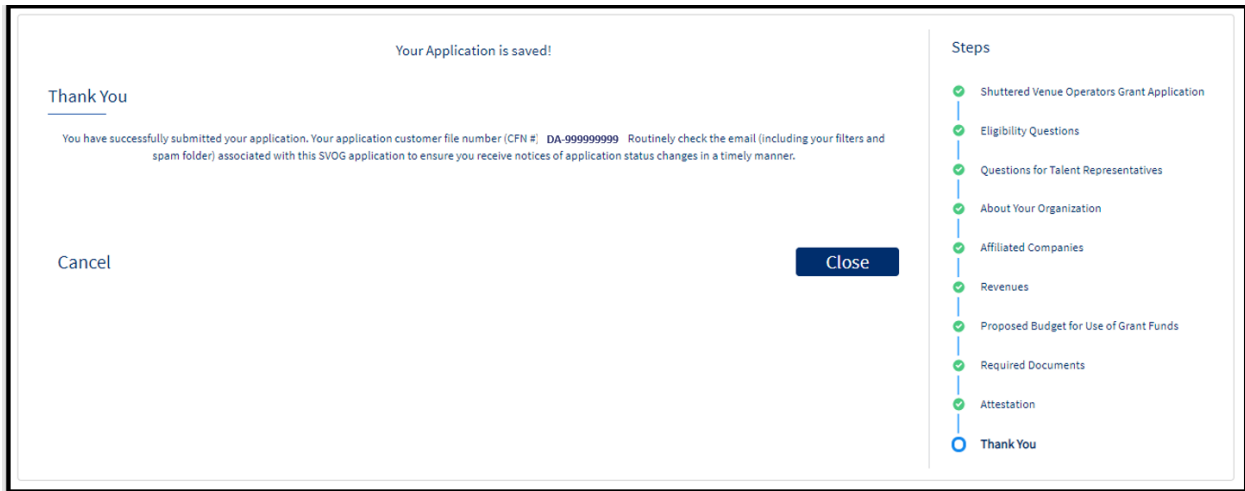 Your Application is saved!
Thank You
You have successfully submitted your application. Your application customer file number (CFN #) DA-999999999 Routinely check the email (including your filters and
spam folder) associated with this SVOG application to ensure you receive notices of application status changes in a timely manner.
Cancel
Close
Steps
Shuttered Venue Operators Grant Application
Eligibility Questions
Questions for Talent Representatives
About Your Organization
Affiliated Companies
Revenues
Proposed Budget for Use of Grant Funds
Required Documents
Attestation
Thank You